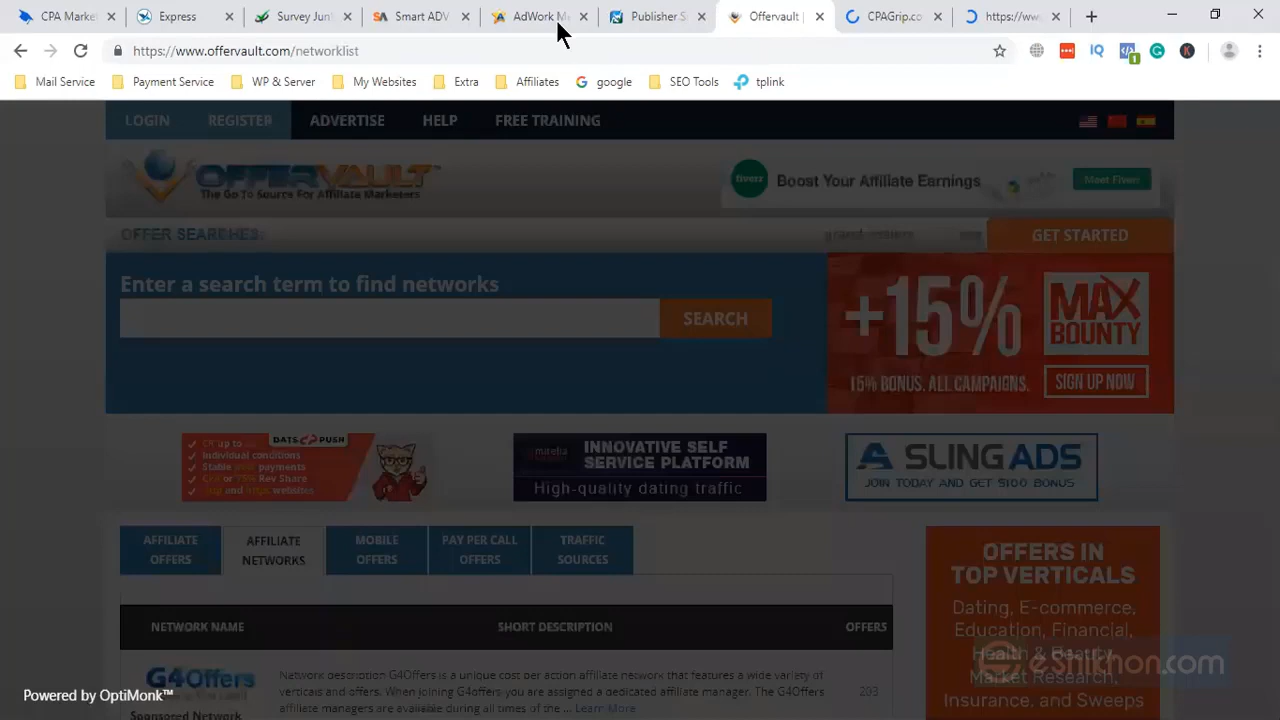 CPA Market
Express
Survey Jun
Smart ADV
AdWork Me
Publisher S
Offervault |
CPAGrip.co
https://ww
https://www.offervault.com/networklist
Mail Service
Payment Service
WP & Server
My Websites
Extra
Affiliates
google
SEO Tools
tplink
LOGIN
REGISTER
ADVERTISE
HELP
FREE TRAINING
OFFERVAULT
The Go To Source For Affiliate Marketers
fiverr
Boost Your Affiliate Earnings
Meet Fiverr
OFFER SEARCHES:
GET STARTED
Enter a search term to find networks
SEARCH
+15%
MAX
BOUNTY
15% BONUS. ALL CAMPAIGNS.
SIGN UP NOW
DATS PUSH
Individual conditions
INNOVATIVE SELF
SERVICE PLATFORM
High-quality dating traffic
SLING ADS
JOIN TODAY AND GET $100 BONUS
AFFILIATE
OFFERS
AFFILIATE
NETWORKS
MOBILE
OFFERS
PAY PER CALL
OFFERS
TRAFFIC
SOURCES
NETWORK NAME
SHORT DESCRIPTION
OFFERS
G4Offers
Sponsored Network
Network description G4Offers is a unique cost per action affiliate network that features a wide variety of
verticals and offers. When joining G4offers you are assigned a dedicated affiliate manager. The G4Offers
affiliate managers are available during all times of the ... Learn More
203
OFFERS IN
TOP VERTICALS
Dating, E-commerce,
Education, Financial,
Health & Beauty,
Market Research,
Insurance, and Sweeps
eshikhon.com
Powered by OptiMonk™